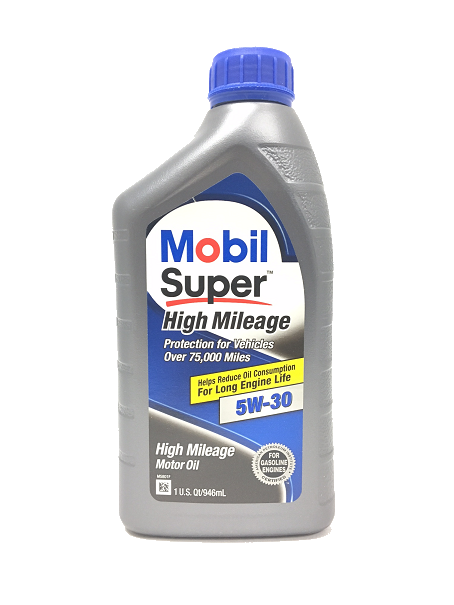 Mobil
Super™
High Mileage
Protection for Vehicles
Over 75,000 Miles
Helps Reduce Oil Consumption
For Long Engine Life
5W-30
High Mileage
Motor Oil
FOR
GASOLINE
ENGINES
1 U.S. Qt/946mL